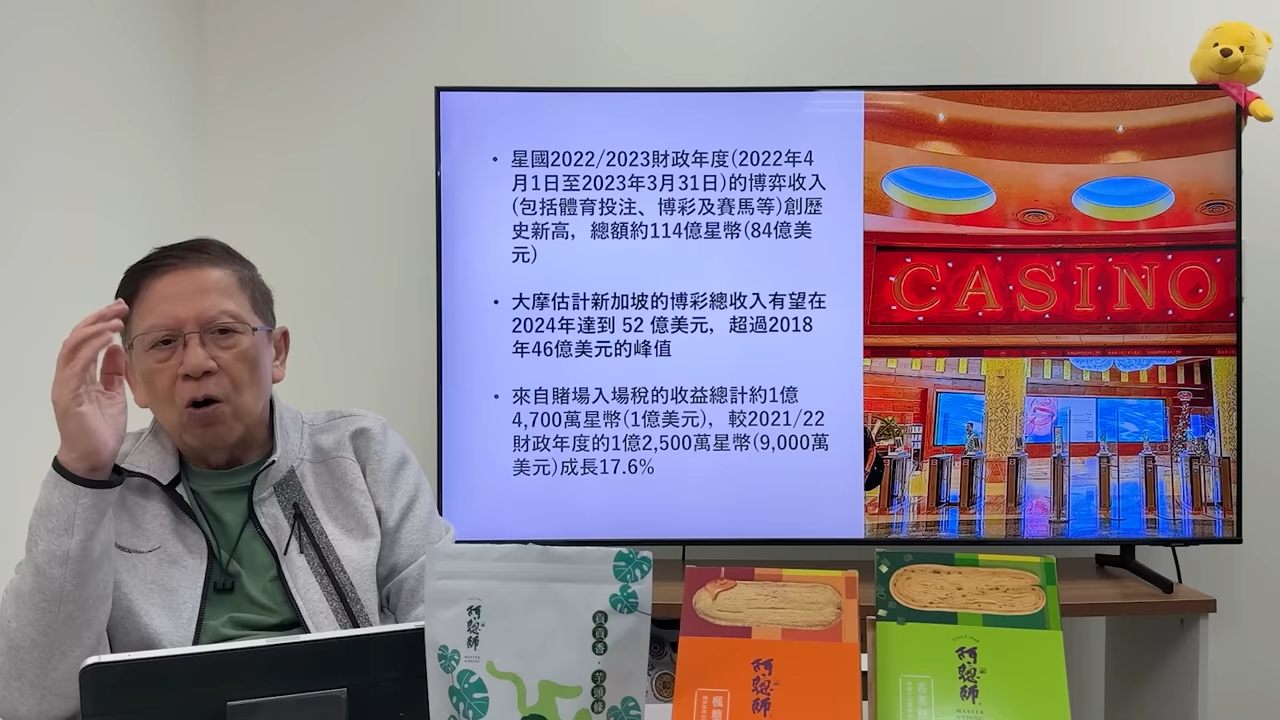 • 星國2022/2023財政年度(2022年4
月1日至2023年3月31日)的博弈收入
(包括體育投注、博彩及賽馬等)創歷
史新高，總額約114億星幣(84億美
元)
• 大摩估計新加坡的博彩總收入有望在
2024年達到 52 億美元，超過2018
年46億美元的峰值
• 來自賭場入場稅的收益總計約1億
4,700萬星幣(1億美元)，較2021/22
財政年度的1億2,500萬星幣(9,000萬
美元)成長17.6%
CASINO
阿聰師
MASTER
芋頭條
阿聰師
阿聰師
MASTER